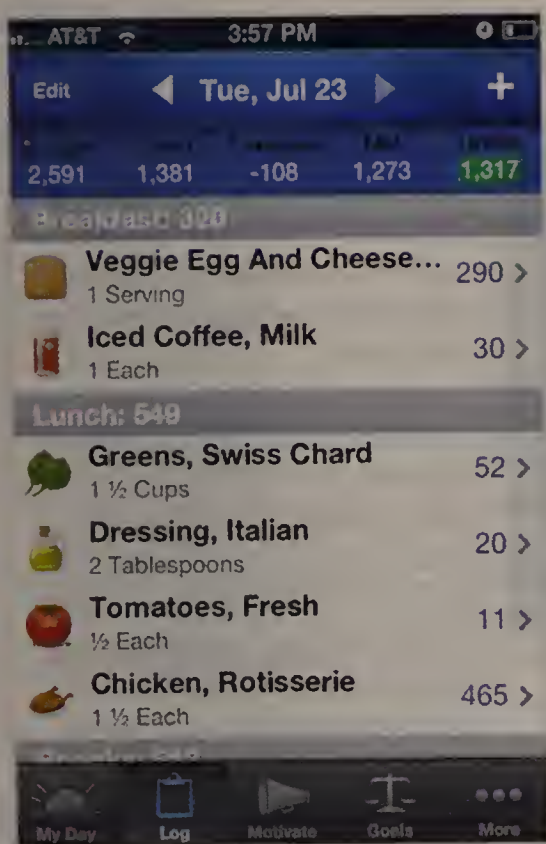 AT&T 3:57 PM
Edit Tue, Jul 23 +
2,591 1,381 -108 1,273 1,317
Breakfast: 320
Veggie Egg And Cheese... 290 >
1 Serving
Iced Coffee, Milk 30 >
1 Each
Lunch: 549
Greens, Swiss Chard 52 >
1 ½ Cups
Dressing, Italian 20 >
2 Tablespoons
Tomatoes, Fresh 11 >
½ Each
Chicken, Rotisserie 465 >
1 ½ Each
My Day Log Motivate Goals More